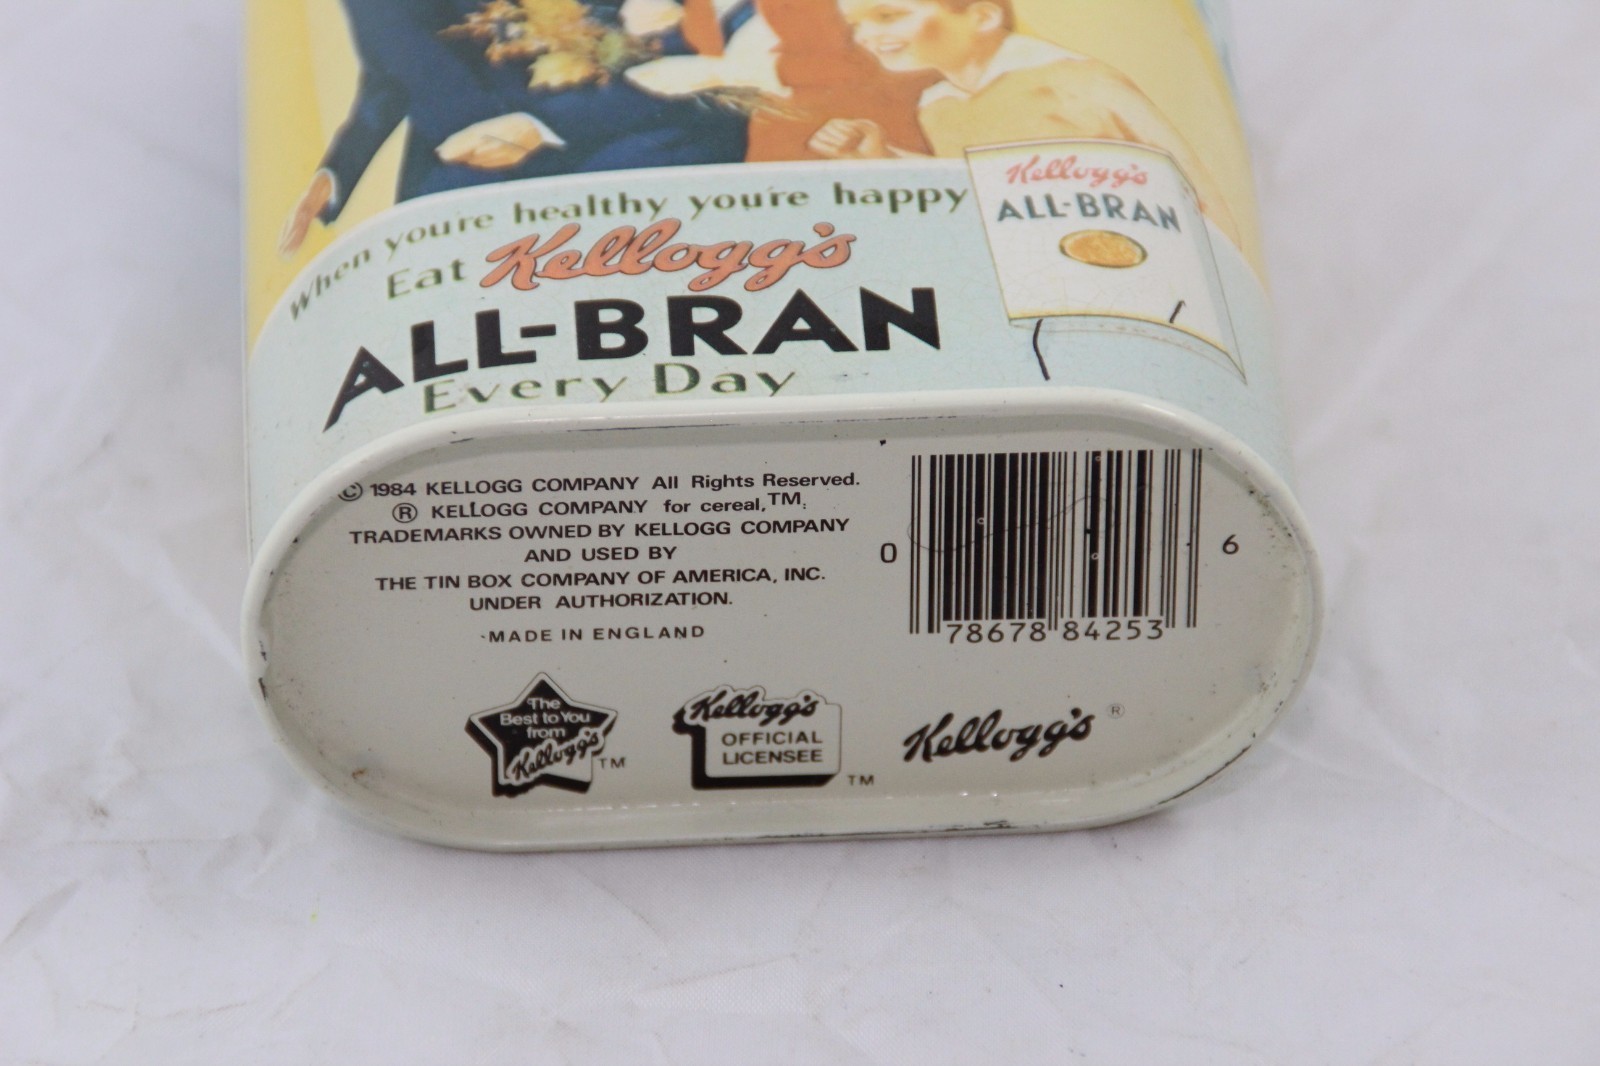 When you're healthy you're happy
Eat Kellogg's
ALL-BRAN
Every Day
Kellogg's
ALL-BRAN
© 1984 KELLOGG COMPANY All Rights Reserved.
® KELLOGG COMPANY for cereal,TM:
TRADEMARKS OWNED BY KELLOGG COMPANY
AND USED BY
THE TIN BOX COMPANY OF AMERICA, INC.
UNDER AUTHORIZATION.
MADE IN ENGLAND
0 78678 84253 6
The
Best to You
from
Kellogg's TM
Kellogg's
OFFICIAL
LICENSEE TM
Kellogg's ®